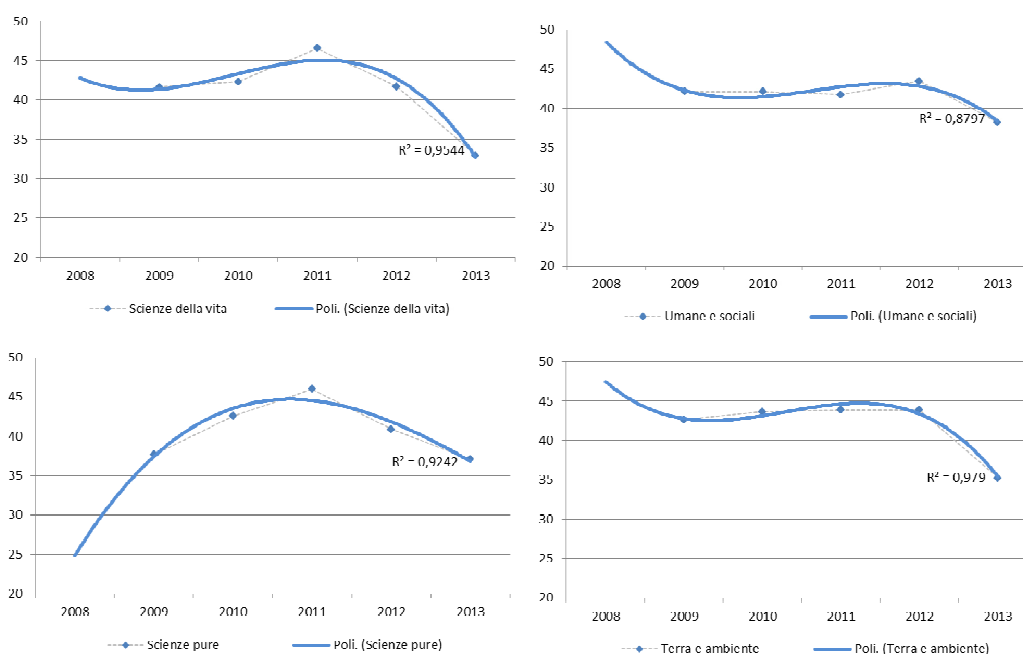 50
45
40
35
30
25
20
R² = 0,9544
2008 2009 2010 2011 2012 2013
Scienze della vita Poli. (Scienze della vita)
50
45
40
35
30
25
20
R² = 0,8797
2008 2009 2010 2011 2012 2013
Umane e sociali Poli. (Umane e sociali)
50
45
40
35
30
25
20
R² = 0,9242
2008 2009 2010 2011 2012 2013
Scienze pure Poli. (Scienze pure)
50
45
40
35
30
25
20
R² = 0,979
2008 2009 2010 2011 2012 2013
Terra e ambiente Poli. (Terra e ambiente)